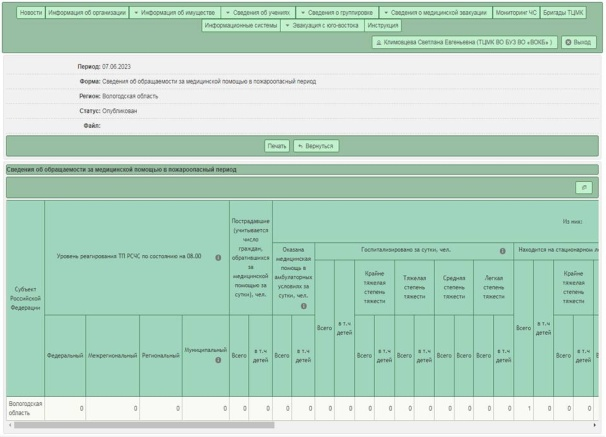 Новости Информация об организации Информация об имуществе Сведения об учениях Сведения о группировке Сведения о медицинской эвакуации Мониторинг ЧС Бригады ТЦМК
Информационные системы Эвакуация с юго-востока Инструкция
Климовцева Светлана Евгеньевна (ТЦМК ВО БУЗ ВО «ВОКБ» ) Выход
Период: 07.06.2023
Форма: Сведения об обращаемости за медицинской помощью в пожароопасный период
Регион: Вологодская область
Статус: Опубликован
Файл:
Печать Вернуться
Сведения об обращаемости за медицинской помощью в пожароопасный период
Субъект
Российской
Федерации
Уровень реагирования ТП РСЧС по состоянию на 08.00
Федеральный Межрегиональный Региональный Муниципальный
Пострадавшие
(учитывается
число
граждан,
обратившихся
за
медицинской
помощью за
сутки), чел.
Всего
в т.ч
детей
Из них:
Оказана
медицинская
помощь в
амбулаторных
условиях за
сутки, чел.
Всего
в т.ч
детей
Госпитализировано за сутки, чел.
Всего
в т.ч
детей
Крайне
тяжелая
степень
тяжести
Всего
в т.ч
детей
Тяжелая
степень
тяжести
Всего
в т.ч
детей
Средняя
степень
тяжести
Всего Всего
Легкая
степень
тяжести
Всего
в т.ч
детей
Находится на стационарном
Всего
в т.ч
детей
Крайне
тяжелая
степень
тяжести
Всего
в т.ч
детей
Вологодская
область
0 0 0 0 0 0 0 0 0 0 0 0 0 0 0 0 0 0 1 0 0 0